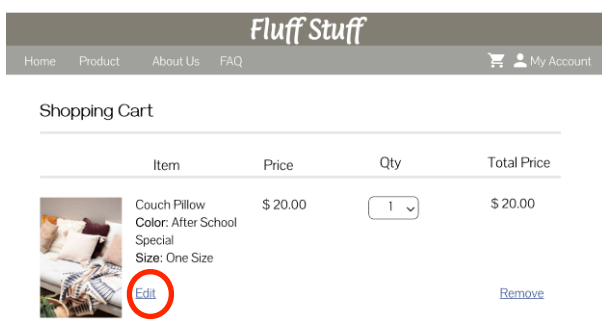 Fluff Stuff
Home Product About Us FAQ My Account
Shopping Cart
Item Price Qty Total Price
Couch Pillow $ 20.00 1 $ 20.00
Color: After School
Special
Size: One Size
Edit Remove